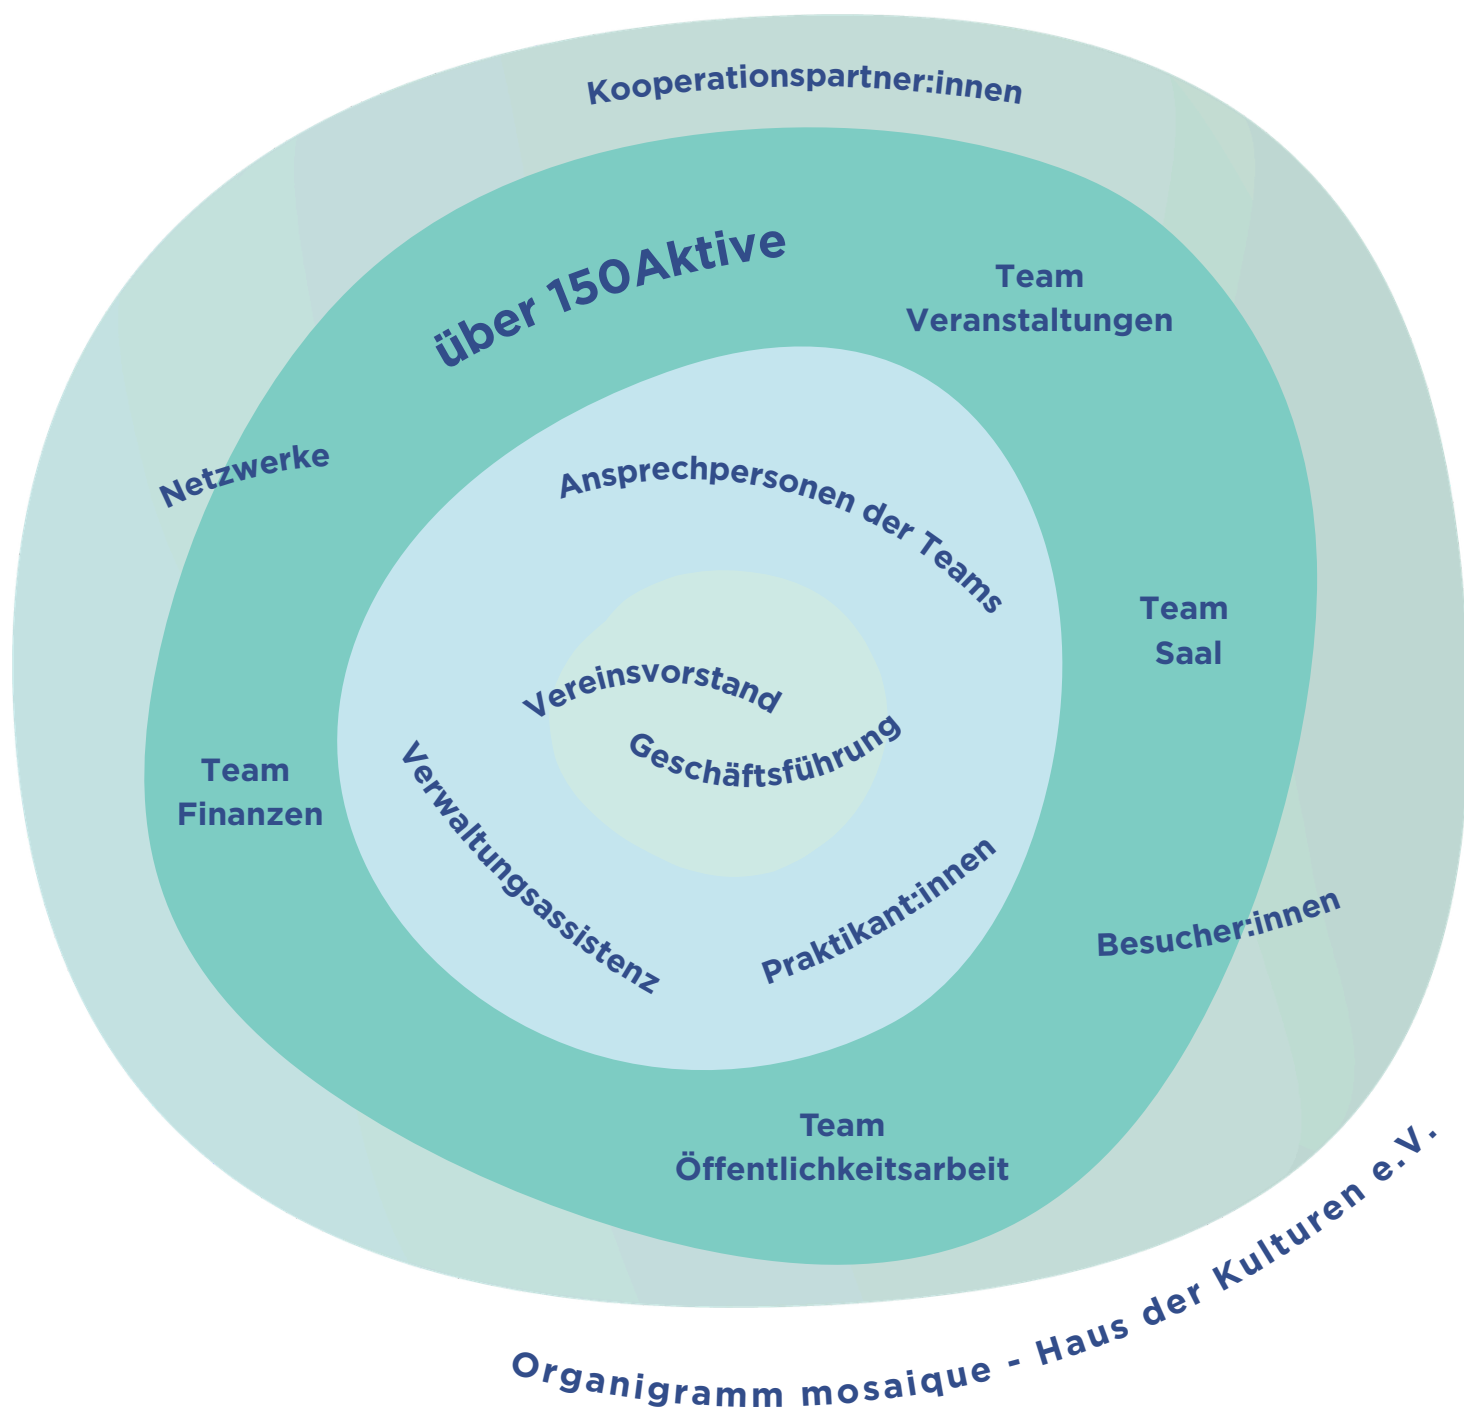 Kooperationspartner:innen
über 150Aktive
Team
Veranstaltungen
Netzwerke
Ansprechpersonen der Teams
Team
Saal
Vereinsvorstand
Geschäftsführung
Team
Finanzen
Verwaltungsassistenz
Praktikant:innen
Besucher:innen
Team
Öffentlichkeitsarbeit
Organigramm mosaique - Haus der Kulturen e.V.